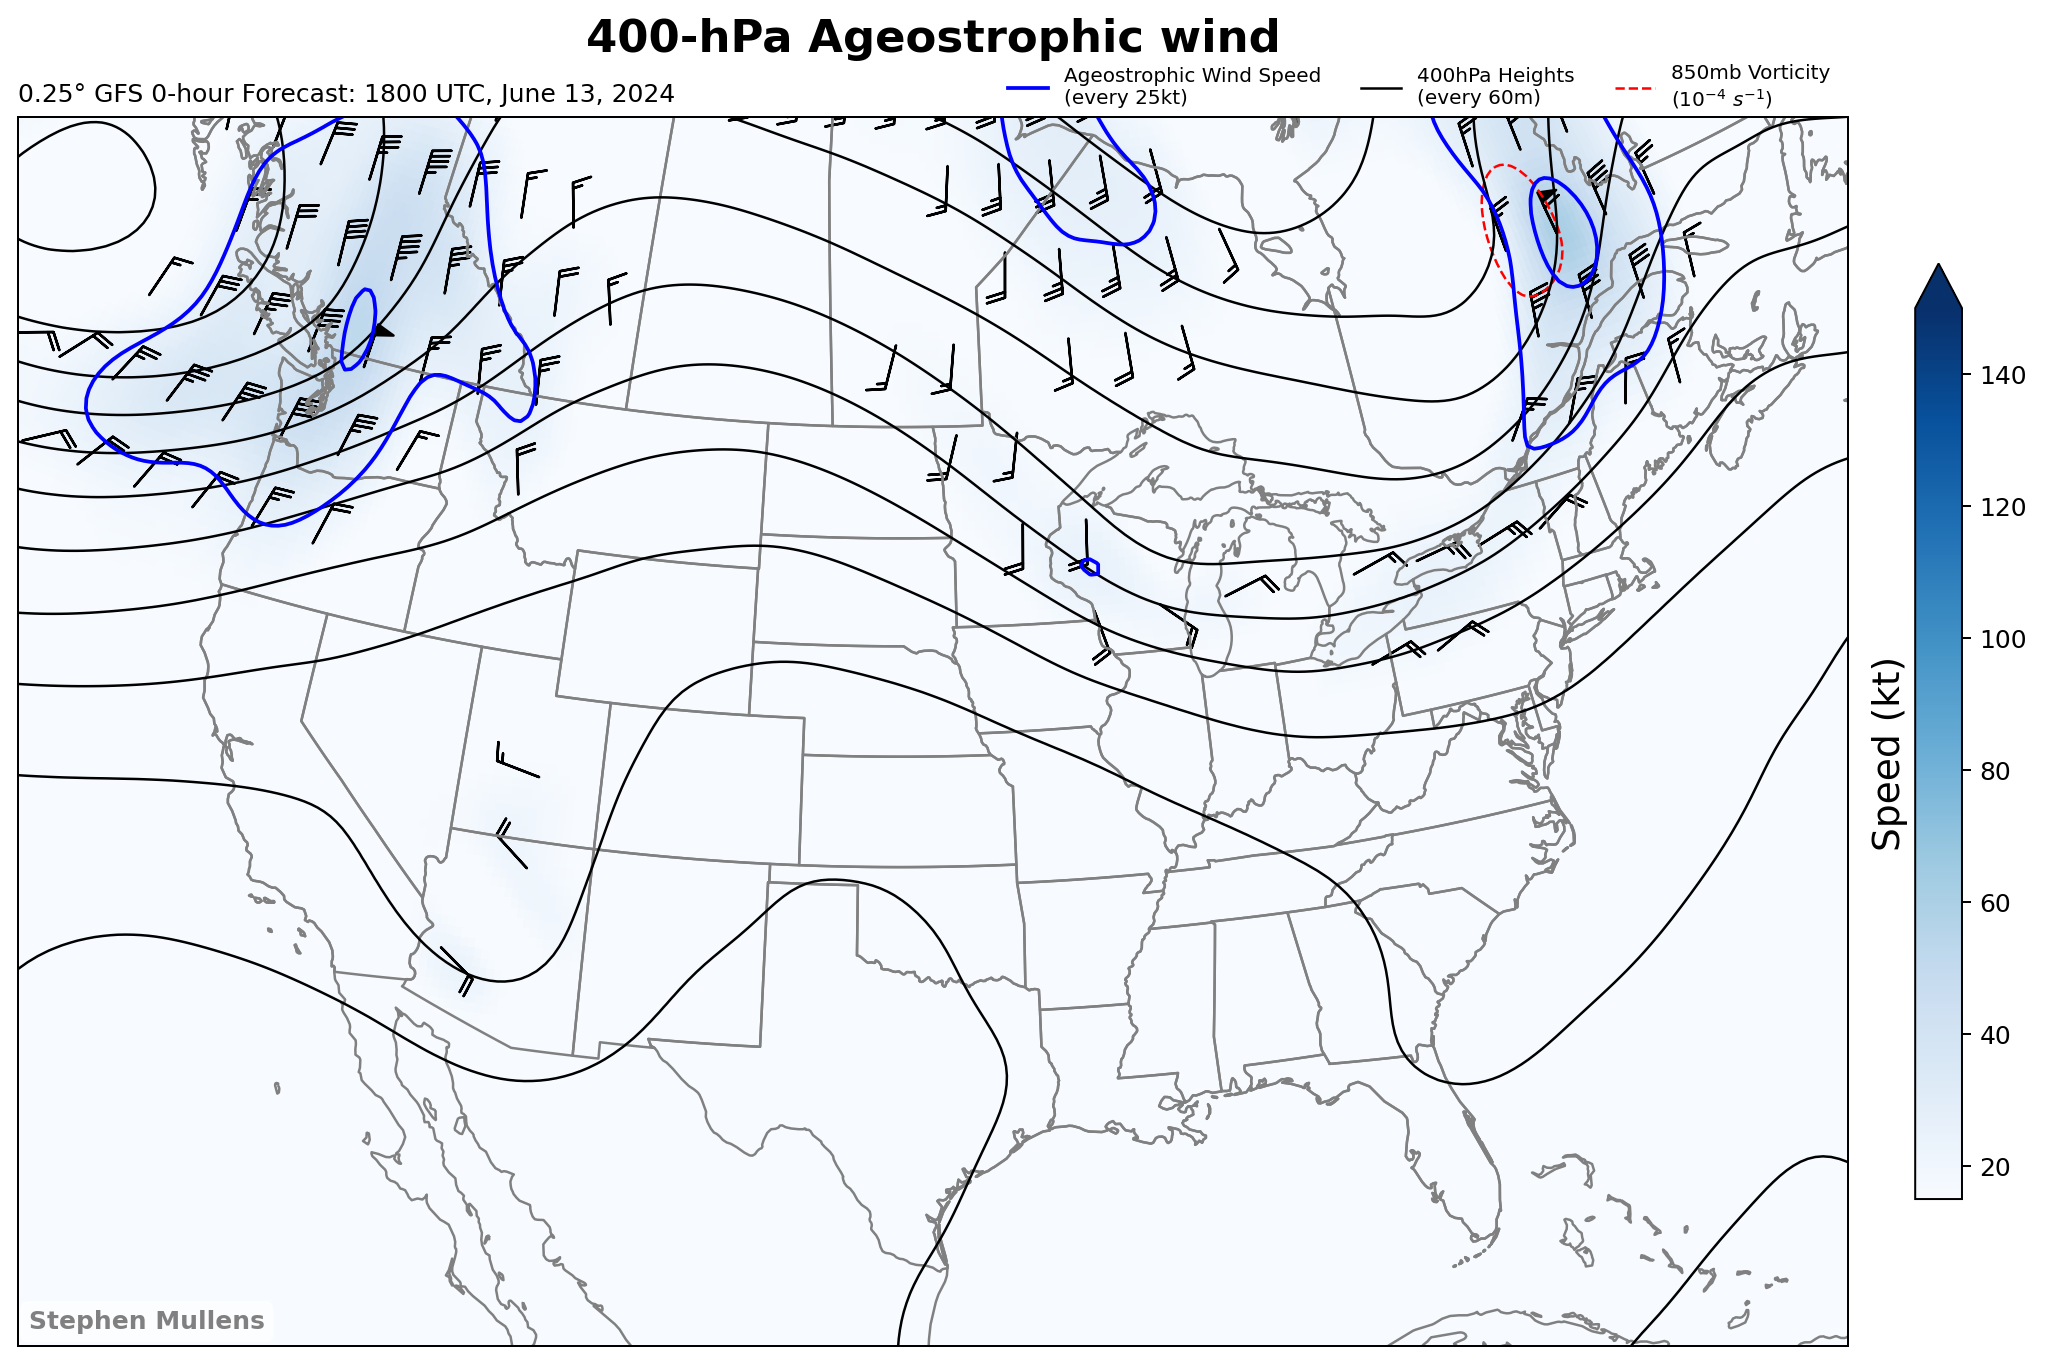 400-hPa Ageostrophic wind
0.25° GFS 0-hour Forecast: 1800 UTC, June 13, 2024
Ageostrophic Wind Speed
(every 25kt)
400hPa Heights
(every 60m)
850mb Vorticity
(10⁻⁴ s⁻¹)
140
120
100
80
60
40
20
Speed (kt)
Stephen Mullens